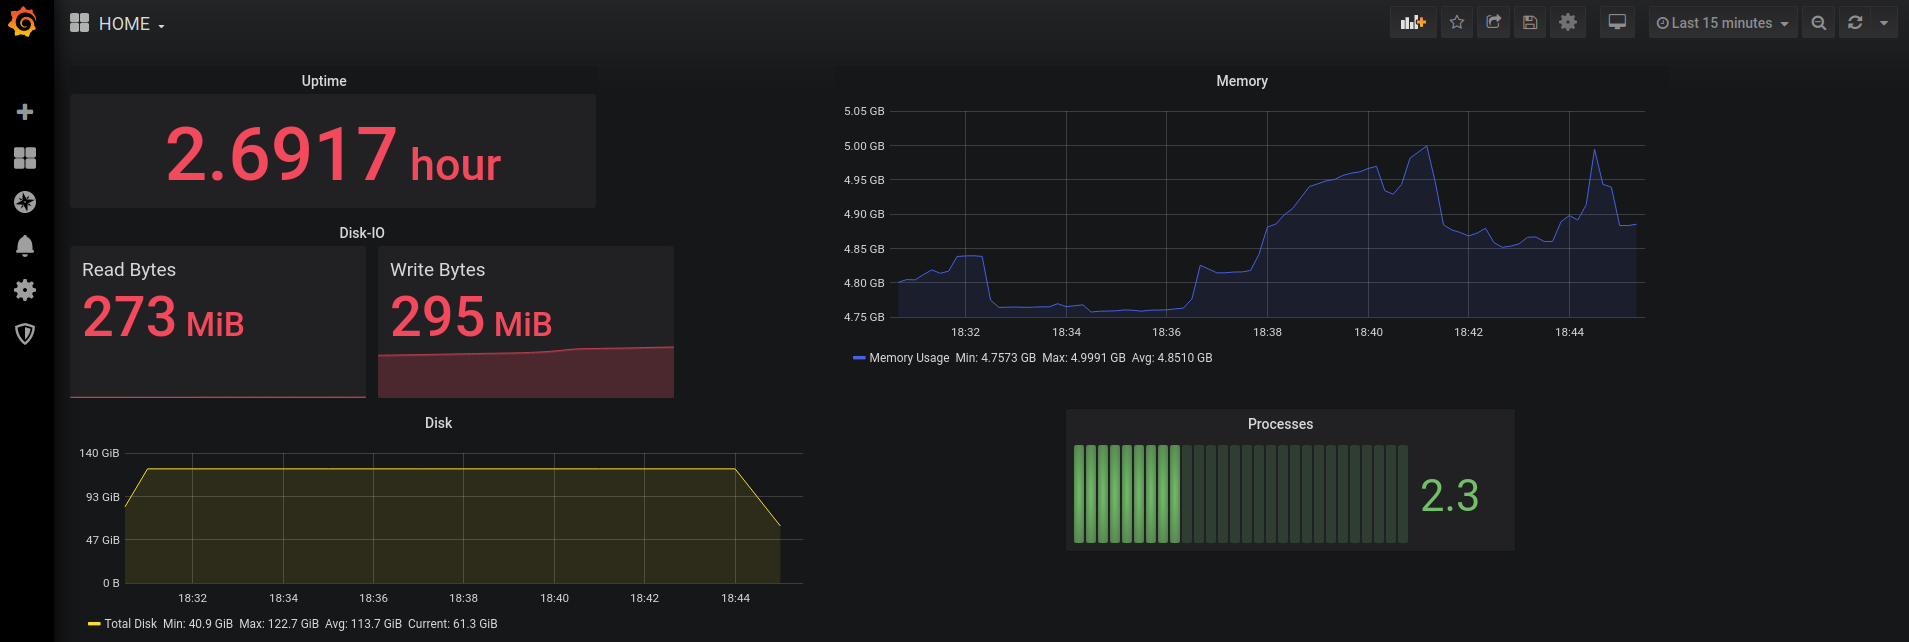 HOME
Last 15 minutes
Uptime
2.6917 hour
Disk-IO
Read Bytes
273 MiB
Write Bytes
295 MiB
Disk
140 GiB
93 GiB
47 GiB
0 B
18:32 18:34 18:36 18:38 18:40 18:42 18:44
Total Disk Min: 40.9 GiB Max: 122.7 GiB Avg: 113.7 GiB Current: 61.3 GiB
Memory
5.05 GB
5.00 GB
4.95 GB
4.90 GB
4.85 GB
4.80 GB
4.75 GB
18:32 18:34 18:36 18:38 18:40 18:42 18:44
Memory Usage Min: 4.7573 GB Max: 4.9991 GB Avg: 4.8510 GB
Processes
2.3